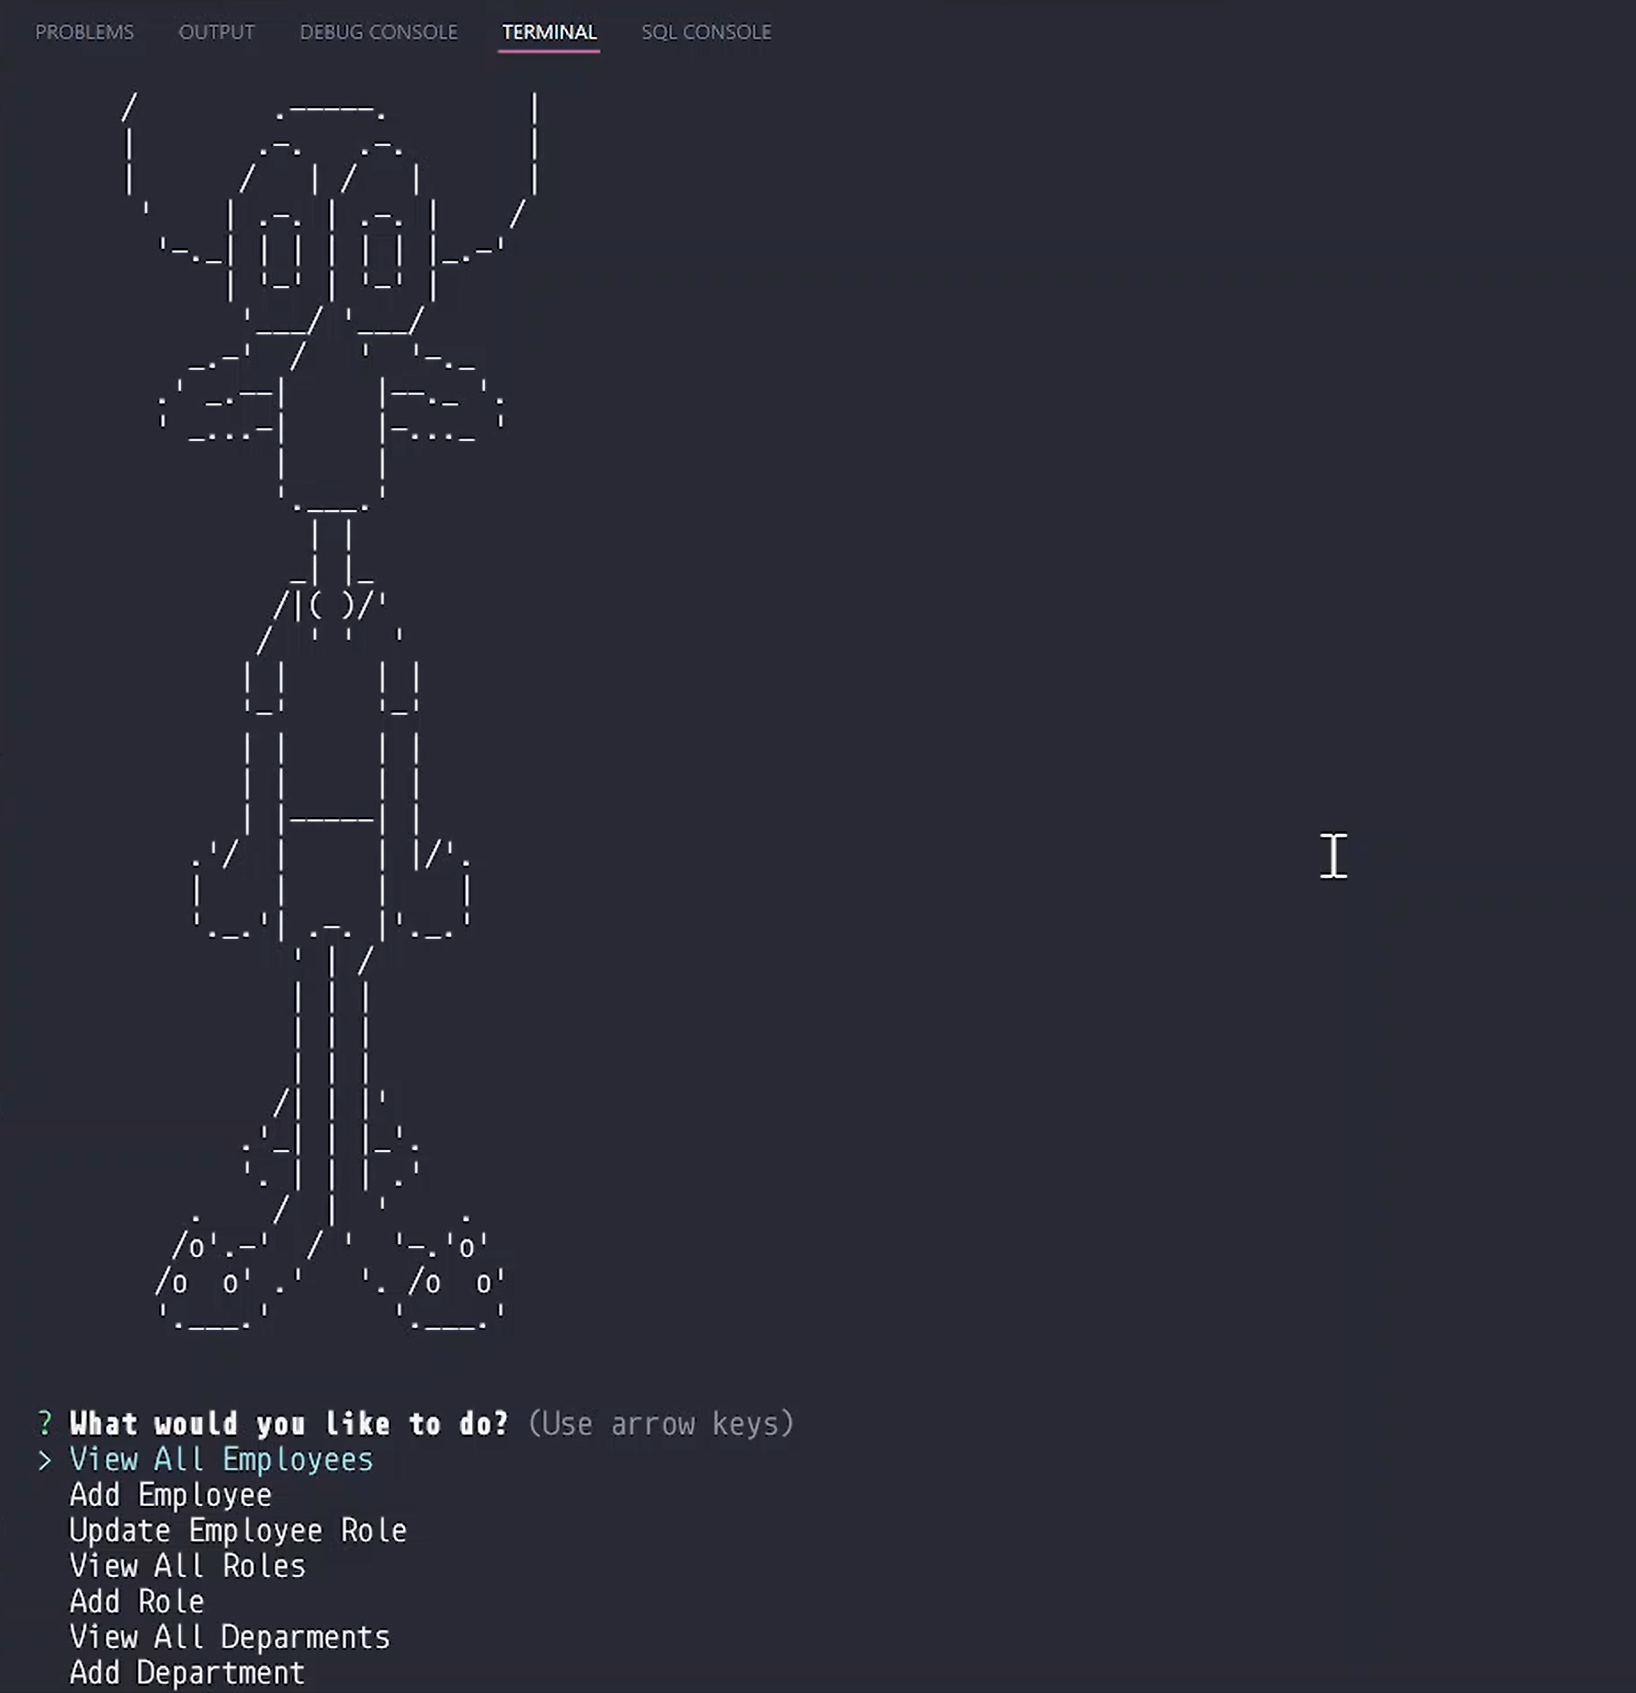 PROBLEMS OUTPUT DEBUG CONSOLE TERMINAL SQL CONSOLE
? What would you like to do? (Use arrow keys)
> View All Employees
Add Employee
Update Employee Role
View All Roles
Add Role
View All Deparments
Add Department